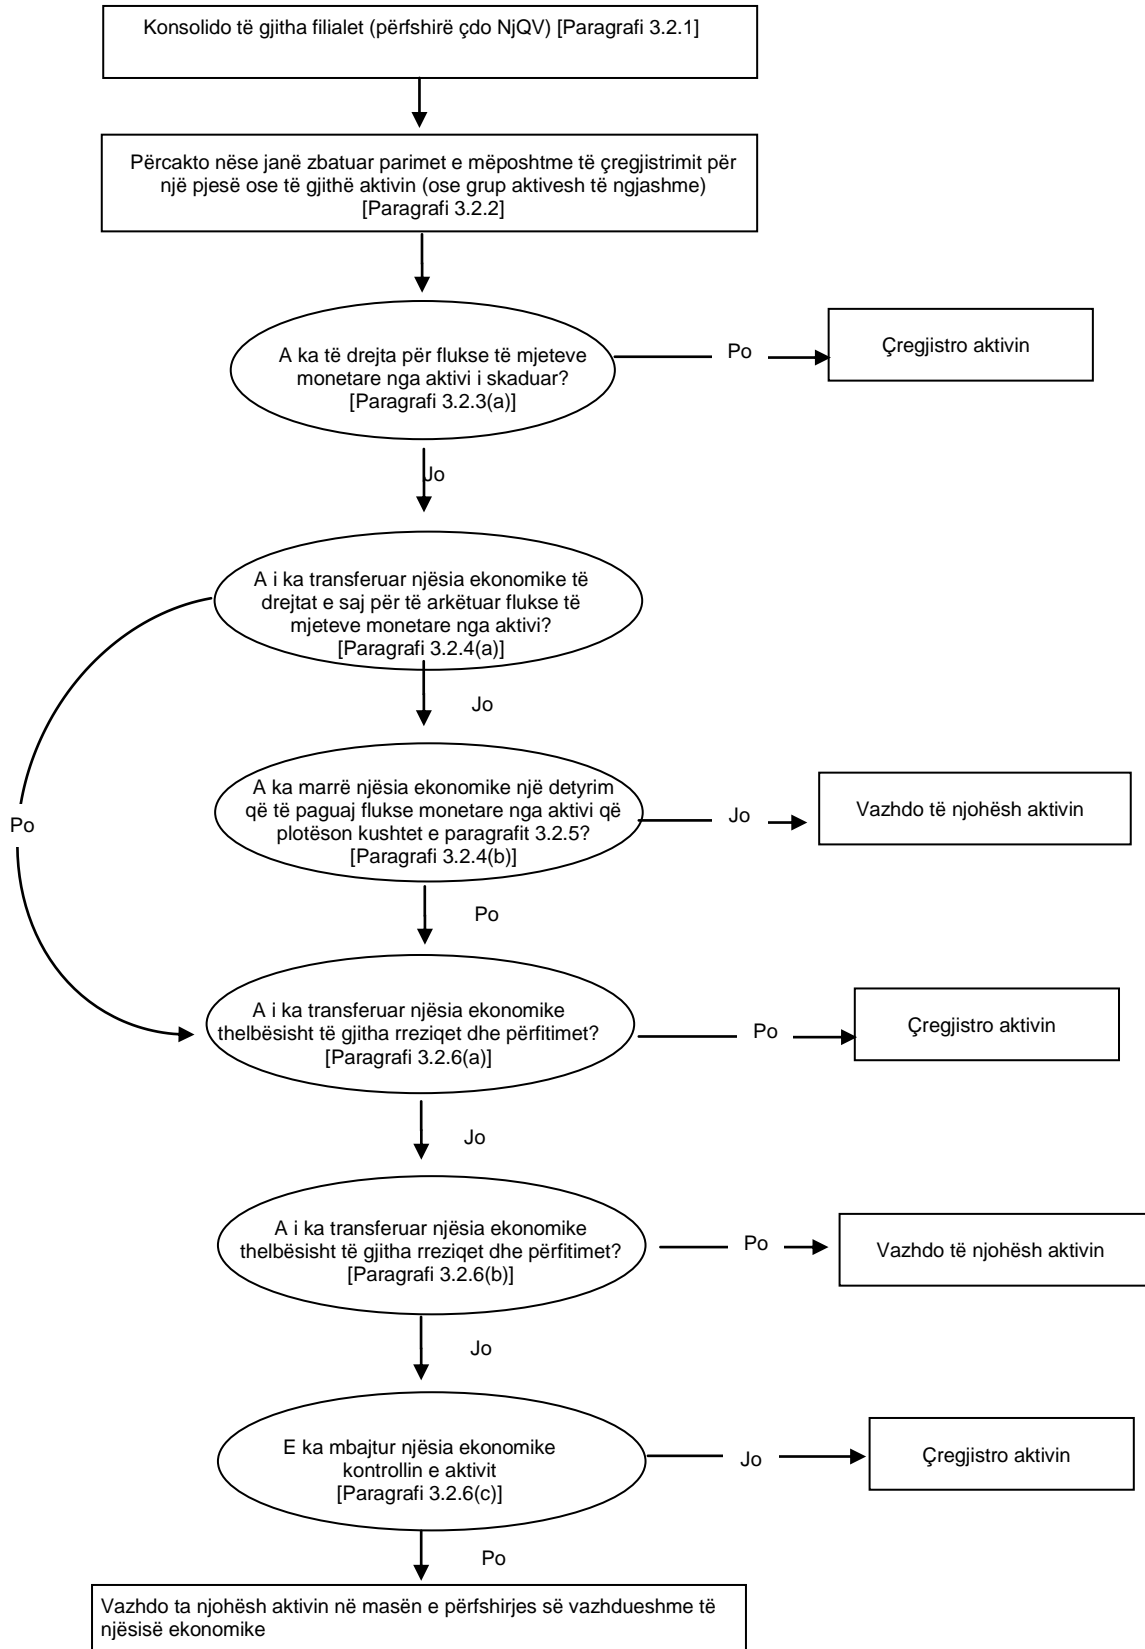 Konsolido të gjitha filialet (përfshirë çdo NjQV) [Paragrafi 3.2.1]
Përcakto nëse janë zbatuar parimet e mëposhtme të çregjistrimit për
një pjesë ose të gjithë aktivin (ose grup aktivesh të ngjashme)
[Paragrafi 3.2.2]
A ka të drejta për flukse të mjeteve
monetare nga aktivi i skaduar?
[Paragrafi 3.2.3(a)]
Po
Çregjistro aktivin
Jo
A i ka transferuar njësia ekonomike të
drejtat e saj për të arkëtuar flukse të
mjeteve monetare nga aktivi?
[Paragrafi 3.2.4(a)]
Jo
Po
A ka marrë njësia ekonomike një detyrim
që të paguaj flukse monetare nga aktivi që
plotëson kushtet e paragrafit 3.2.5?
[Paragrafi 3.2.4(b)]
Jo
Vazhdo të njohësh aktivin
Po
A i ka transferuar njësia ekonomike
thelbësisht të gjitha rreziqet dhe përfitimet?
[Paragrafi 3.2.6(a)]
Po
Çregjistro aktivin
Jo
A i ka transferuar njësia ekonomike
thelbësisht të gjitha rreziqet dhe përfitimet?
[Paragrafi 3.2.6(b)]
Po
Vazhdo të njohësh aktivin
Jo
E ka mbajtur njësia ekonomike
kontrollin e aktivit
[Paragrafi 3.2.6(c)]
Jo
Çregjistro aktivin
Po
Vazhdo ta njohësh aktivin në masën e përfshirjes së vazhdueshme të
njësisë ekonomike